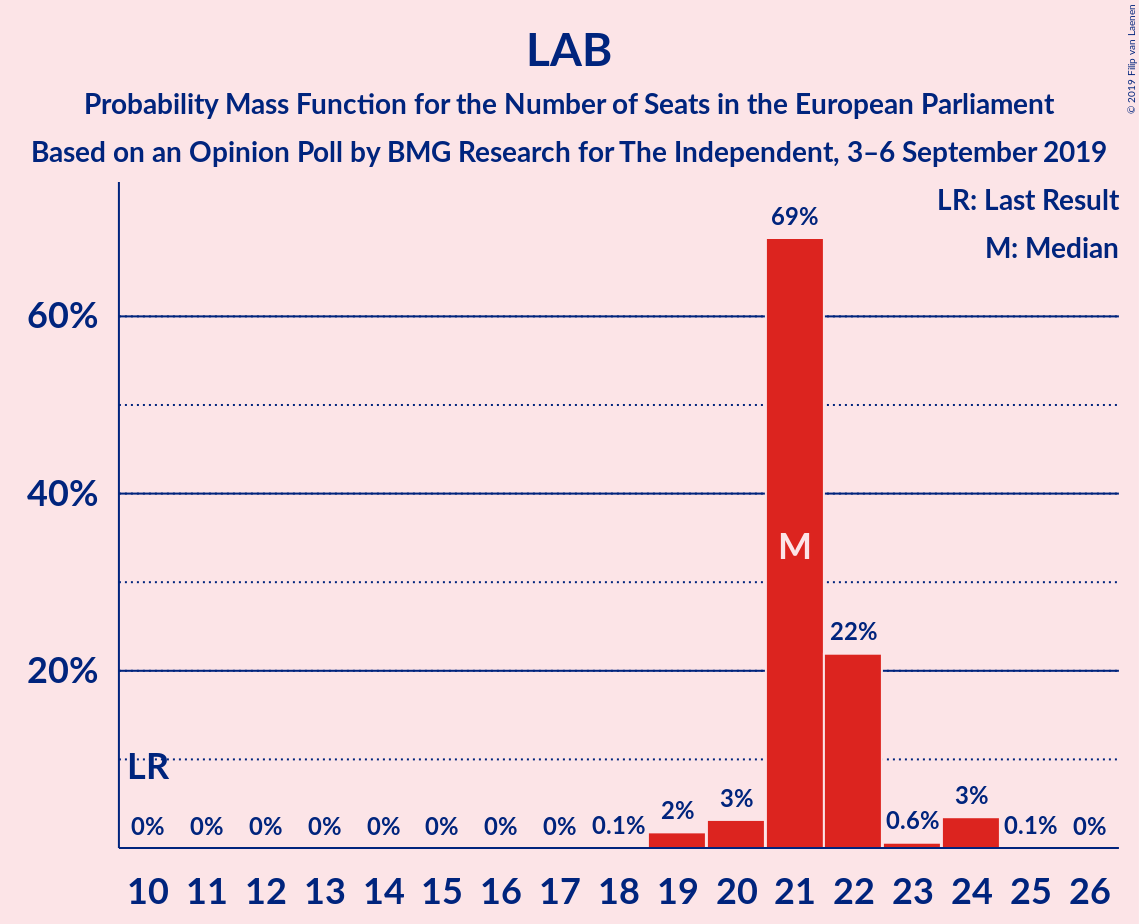 LAB
Probability Mass Function for the Number of Seats in the European Parliament
Based on an Opinion Poll by BMG Research for The Independent, 3–6 September 2019
© 2019 Filip van Laenen
LR: Last Result
M: Median
69%
60%
40%
M
22%
20%
LR
0% 0% 0% 0% 0% 0% 0% 0% 0.1% 2% 3% 0.6% 3% 0.1% 0%
10 11 12 13 14 15 16 17 18 19 20 21 22 23 24 25 26